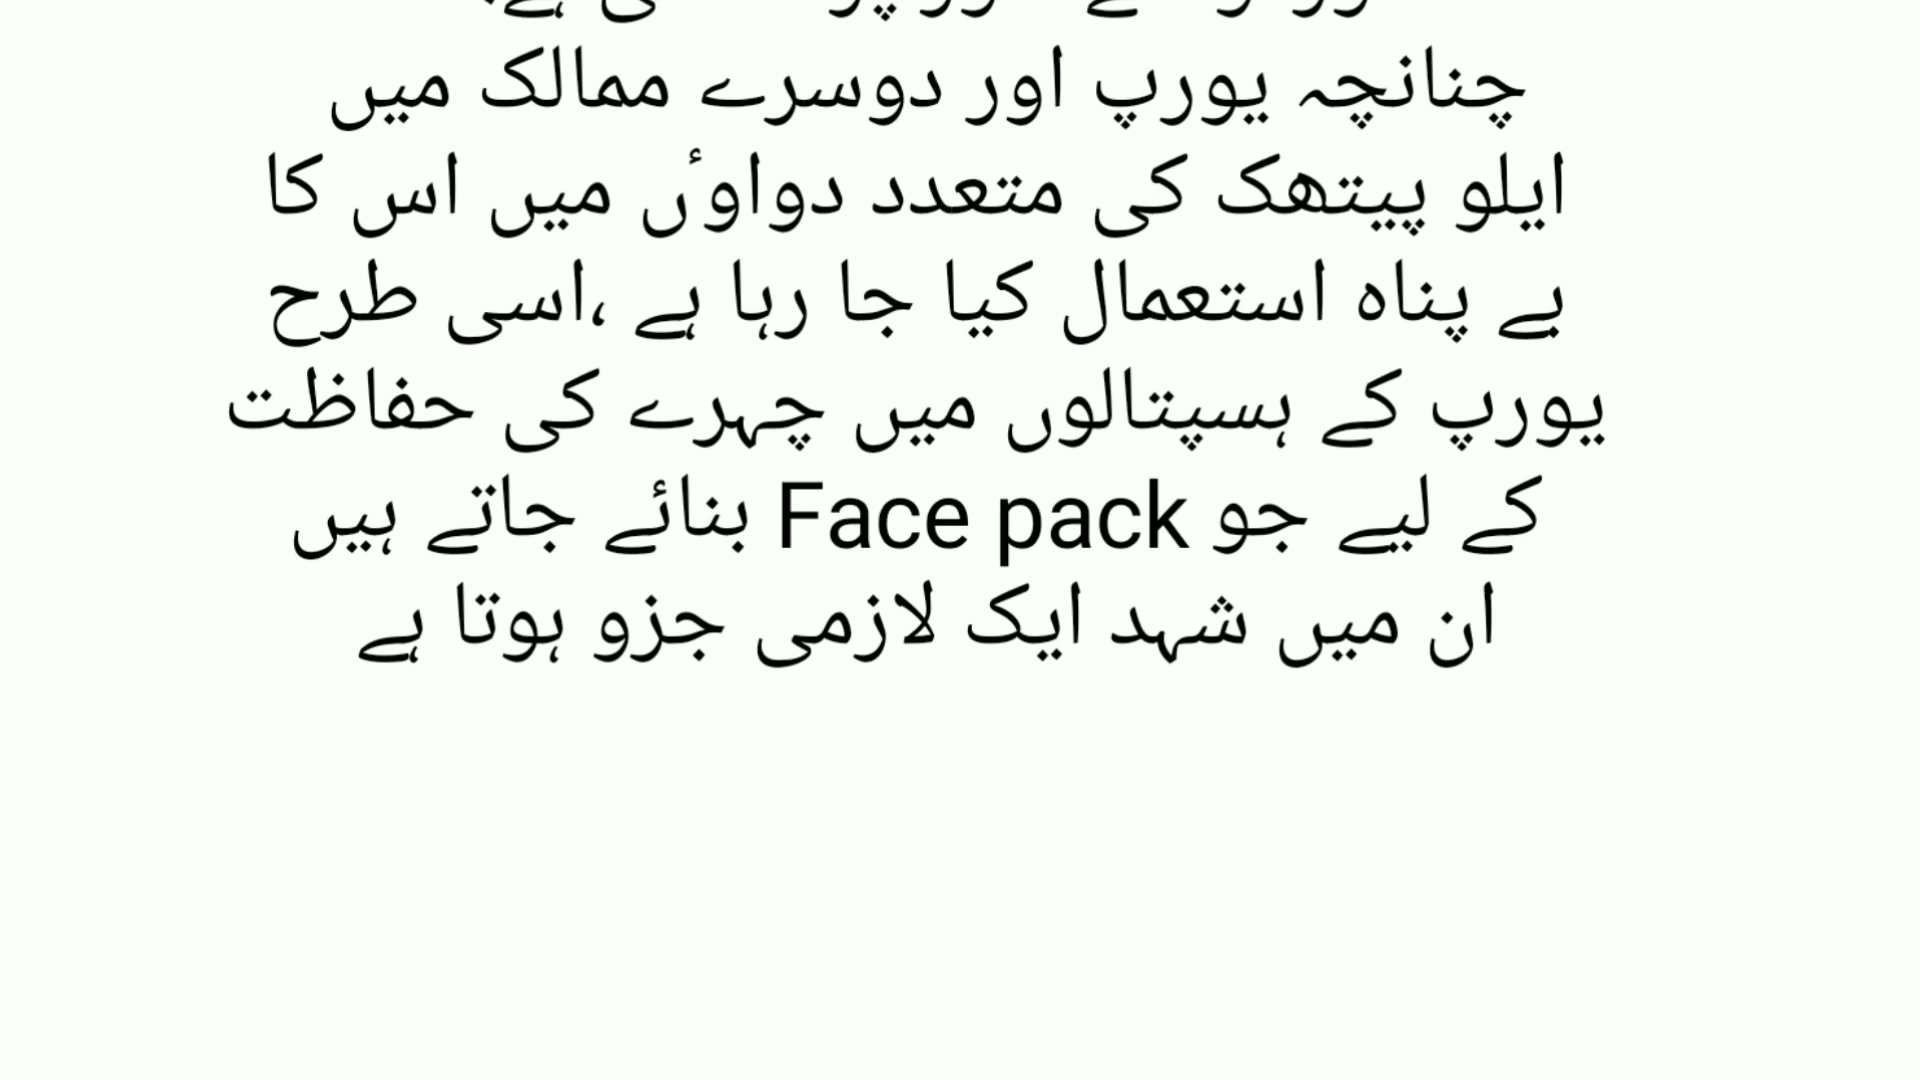 چنانچہ یورپ اور دوسرے ممالک میں
ایلو پیتھک کی متعدد دواوٴں میں اس کا
بے پناہ استعمال کیا جا رہا ہے ،اسی طرح
یورپ کے ہسپتالوں میں چہرے کی حفاظت
کے لیے جو Face pack بنائے جاتے ہیں
ان میں شہد ایک لازمی جزو ہوتا ہے